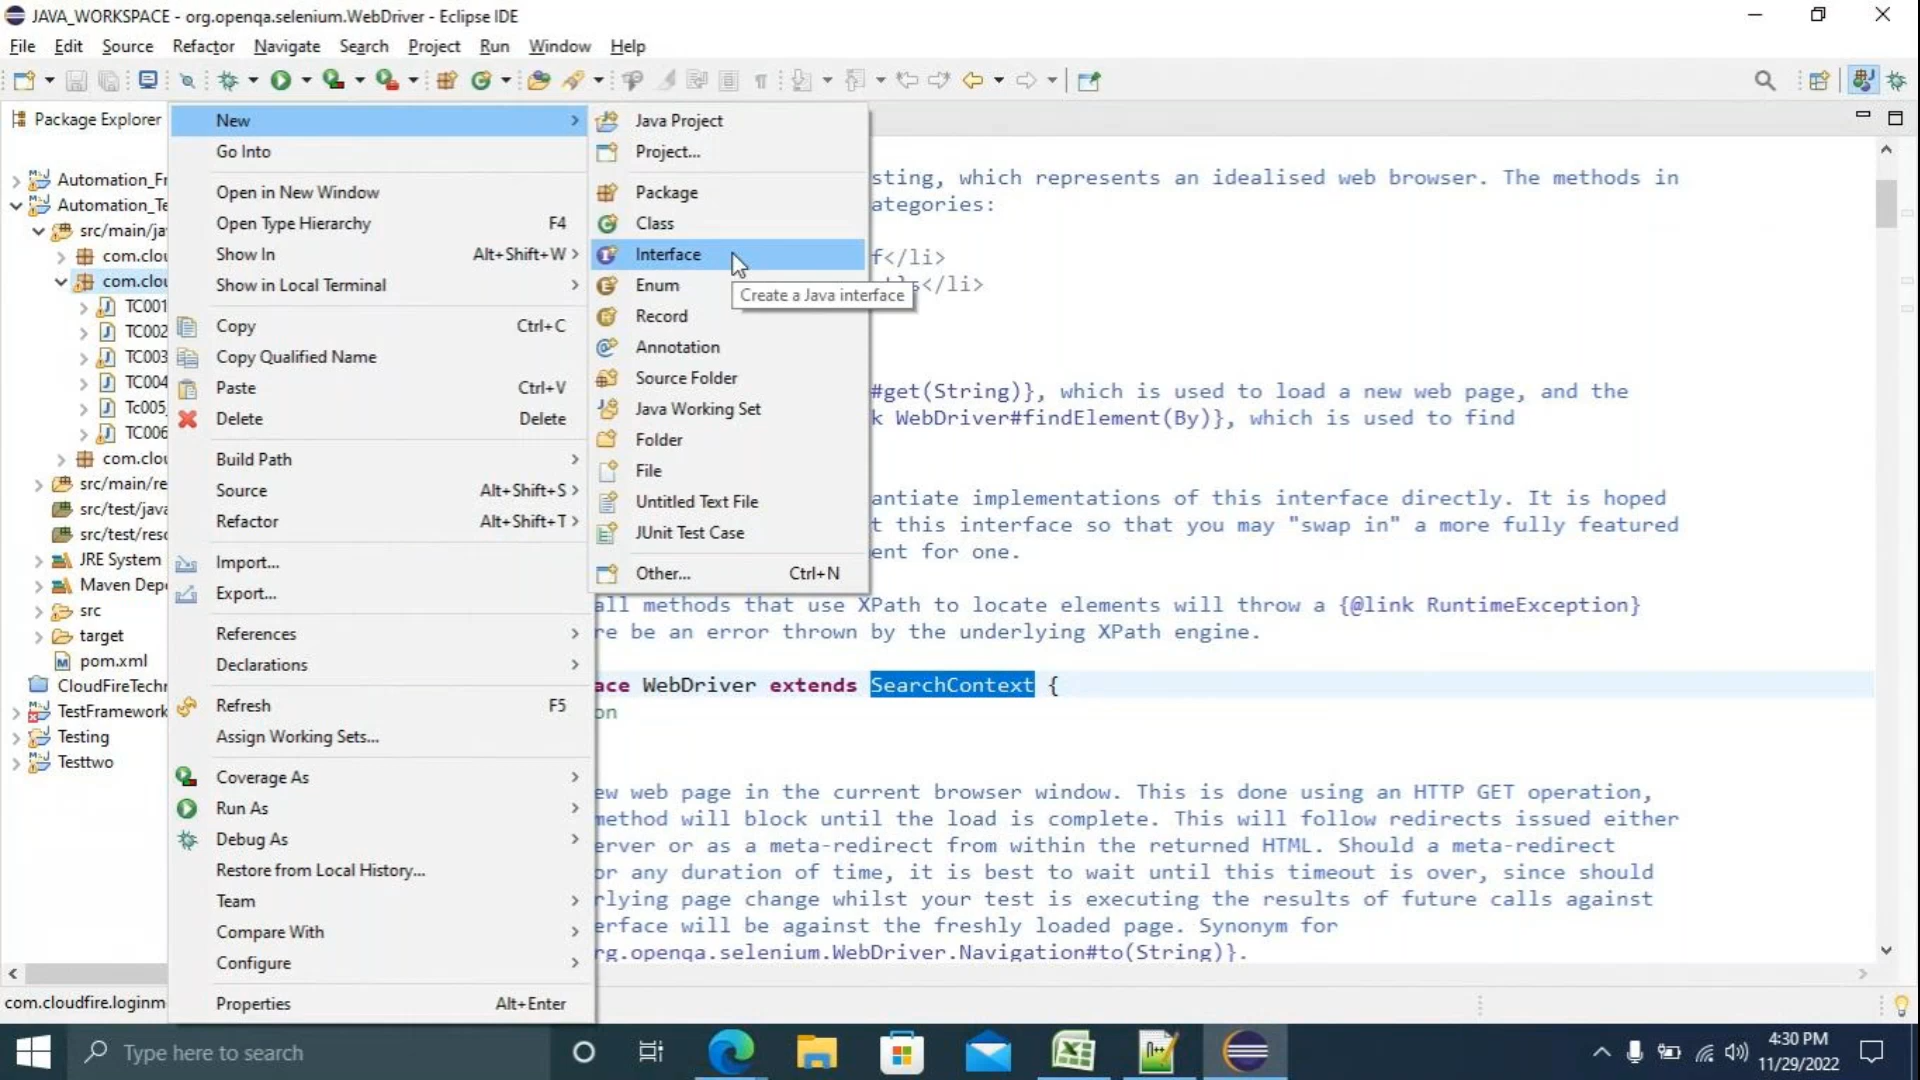 JAVA_WORKSPACE - org.openqa.selenium.WebDriver - Eclipse IDE
File Edit Source Refactor Navigate Search Project Run Window Help
Package Explorer
Automation_Fr
Automation_Te
src/main/ja
com.clou
com.clou
TC001
TC002
TC003
TC004
Tc005
TC006
com.clou
src/main/re
src/test/java
src/test/reso
JRE System
Maven Depe
src
target
pom.xml
CloudFireTechn
TestFramework
Testing
Testtwo
New
Go Into
Open in New Window
Open Type Hierarchy F4
Show In Alt+Shift+W
Show in Local Terminal
Copy Ctrl+C
Copy Qualified Name
Paste Ctrl+V
Delete Delete
Build Path
Source Alt+Shift+S
Refactor Alt+Shift+T
Import...
Export...
References
Declarations
Refresh F5
Assign Working Sets...
Coverage As
Run As
Debug As
Restore from Local History...
Team
Compare With
Configure
Properties Alt+Enter
Java Project
Project...
Package
Class
Interface
Enum
Record
Annotation
Source Folder
Java Working Set
Folder
File
Untitled Text File
JUnit Test Case
Other... Ctrl+N
Create a Java interface
sting, which represents an idealised web browser. The methods in
ategories:
f</li>
</li>
#get(String)}, which is used to load a new web page, and the
k WebDriver#findElement(By)}, which is used to find
antiate implementations of this interface directly. It is hoped
t this interface so that you may "swap in" a more fully featured
ent for one.
all methods that use XPath to locate elements will throw a {@link RuntimeException}
re be an error thrown by the underlying XPath engine.
ace WebDriver extends SearchContext {
on
ew web page in the current browser window. This is done using an HTTP GET operation,
method will block until the load is complete. This will follow redirects issued either
erver or as a meta-redirect from within the returned HTML. Should a meta-redirect
or any duration of time, it is best to wait until this timeout is over, since should
rlying page change whilst your test is executing the results of future calls against
erface will be against the freshly loaded page. Synonym for
rg.openqa.selenium.WebDriver.Navigation#to(String)}.
com.cloudfire.loginm
Type here to search
4:30 PM
11/29/2022